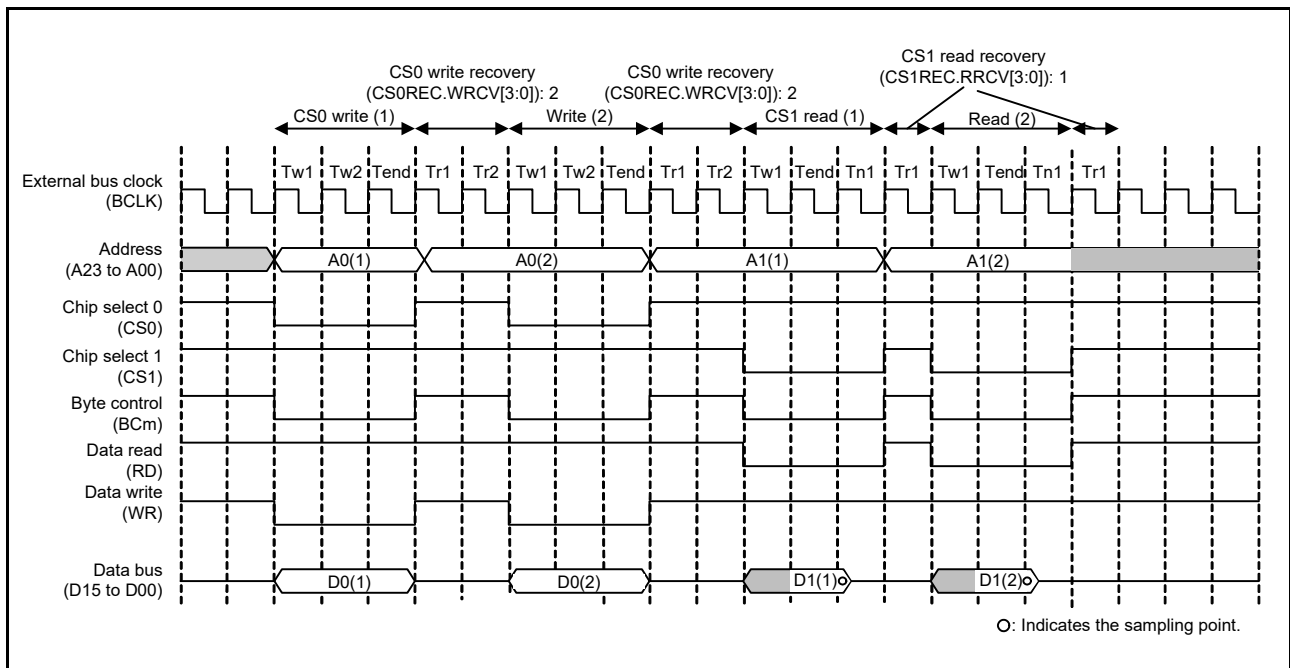 CS1 read recovery
(CS1REC.RRCV[3:0]): 1
CS0 write recovery
(CS0REC.WRCV[3:0]): 2
CS0 write recovery
(CS0REC.WRCV[3:0]): 2
CS0 write (1)
Write (2)
CS1 read (1)
Read (2)
Tw1 Tw2 Tend Tr1 Tr2 Tw1 Tw2 Tend Tr1 Tr2 Tw1 Tend Tn1 Tr1 Tw1 Tend Tn1 Tr1
External bus clock
(BCLK)
Address
(A23 to A00)
A0(1) A0(2) A1(1) A1(2)
Chip select 0
(CS0)
Chip select 1
(CS1)
Byte control
(BCm)
Data read
(RD)
Data write
(WR)
Data bus
(D15 to D00)
D0(1) D0(2) D1(1) D1(2)
O: Indicates the sampling point.